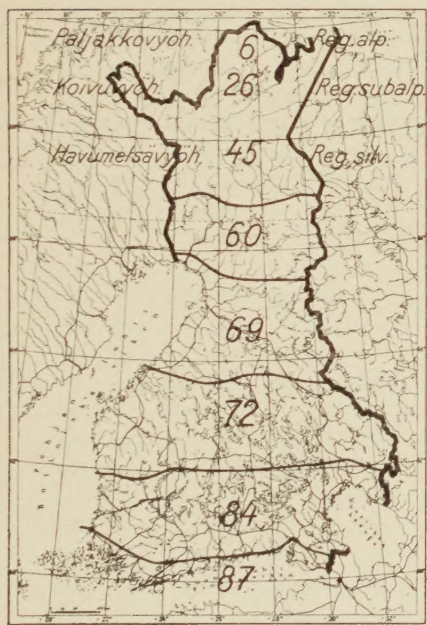 Paljakkovyöh. 6 Reg. alp.
Koivuvyöh. 26 Reg. subalp.
Havumetsävyöh. 45 Reg. silv.
60
69
72
84
87